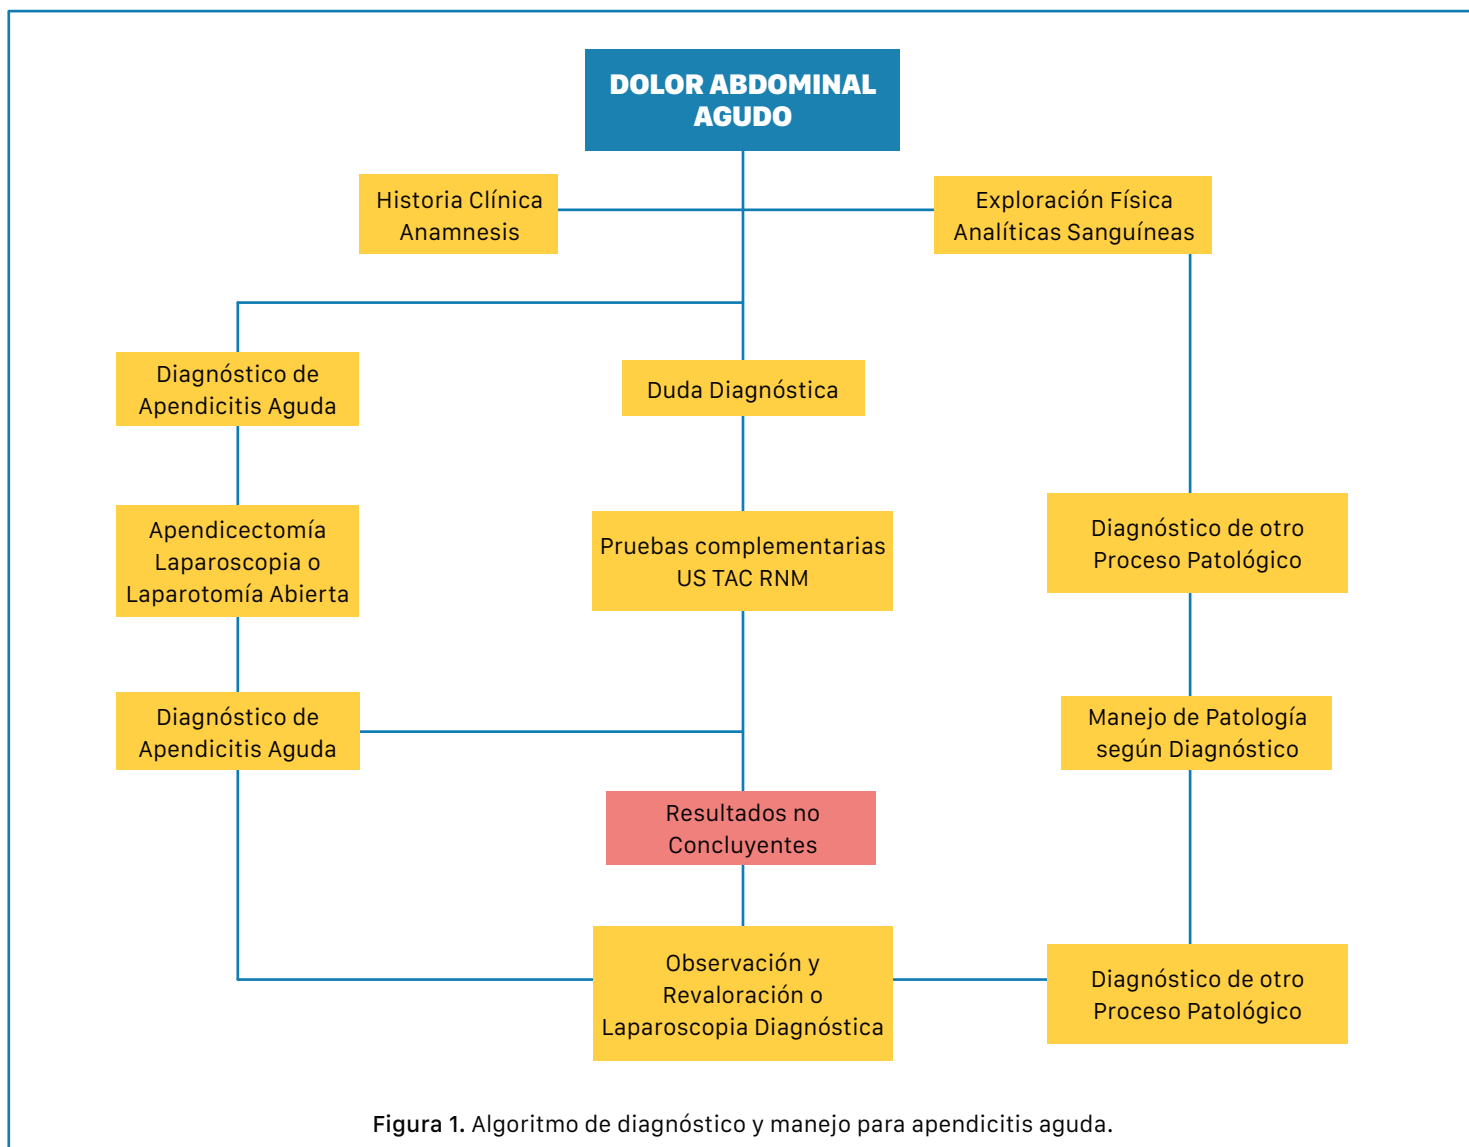 DOLOR ABDOMINAL
AGUDO
Historia Clínica
Anamnesis
Exploración Física
Analíticas Sanguíneas
Diagnóstico de
Apendicitis Aguda
Duda Diagnóstica
Apendicectomía
Laparoscopia o
Laparotomía Abierta
Pruebas complementarias
US TAC RNM
Diagnóstico de otro
Proceso Patológico
Diagnóstico de
Apendicitis Aguda
Manejo de Patología
según Diagnóstico
Resultados no
Concluyentes
Observación y
Revaloración o
Laparoscopia Diagnóstica
Diagnóstico de otro
Proceso Patológico
Figura 1. Algoritmo de diagnóstico y manejo para apendicitis aguda.